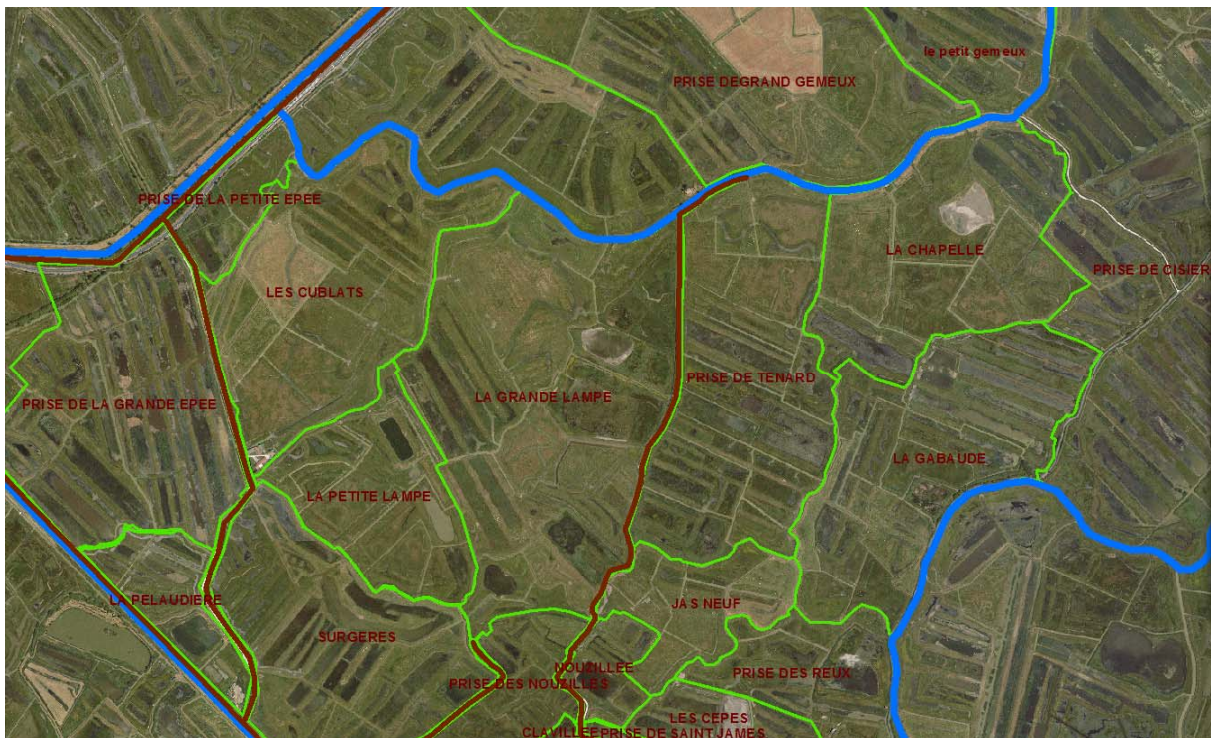 le petit gemeux
PRISE DEGRAND GEMEUX
PRISE DE LA PETITE EPEE
LA CHAPELLE
PRISE DE CISIER
LES CUBLATS
PRISE DE TENARD
LA GRANDE LAMPE
PRISE DE LA GRANDE EPEE
LA GABAUDE
LA PETITE LAMPE
LA PELAUDIERE
JAS NEUF
SURGERES
NOUZILLEE
PRISE DES REUX
PRISE DES NOUZILLES
LES CEPES
CLAVILLEE
PRISE DE SAINT JAMES